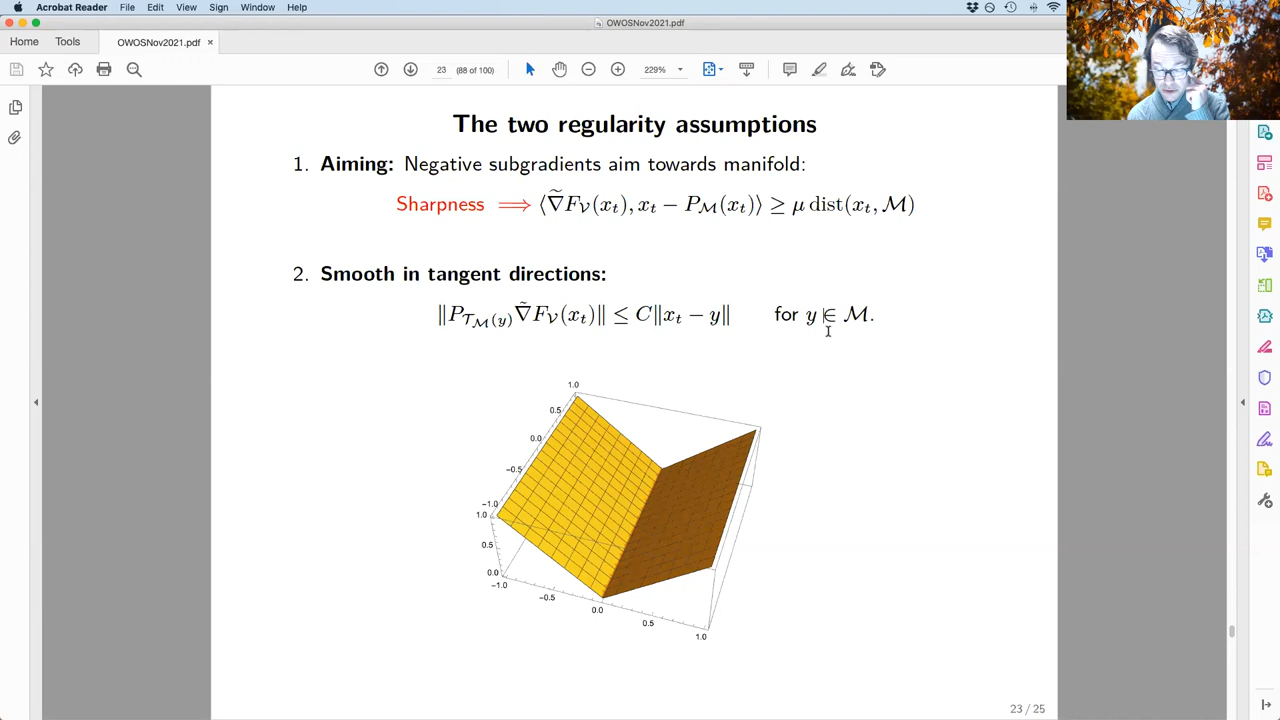 Acrobat Reader File Edit View Sign Window Help
OWOSNov2021.pdf
Home Tools OWOSNov2021.pdf ×
23 (88 of 100) 229%
The two regularity assumptions
1. Aiming: Negative subgradients aim towards manifold:
Sharpness ⟹ ⟨∇̃F_𝒱(x_t), x_t − P_ℳ(x_t)⟩ ≥ μ dist(x_t, ℳ)
2. Smooth in tangent directions:
‖P_{𝒯_ℳ(y)}∇̃F_𝒱(x_t)‖ ≤ C‖x_t − y‖ for y ∈ ℳ.
1.0
0.5
0.0
−0.5
−1.0
1.0
0.5
0.0
−1.0
−0.5
0.0
0.5
1.0
23 / 25